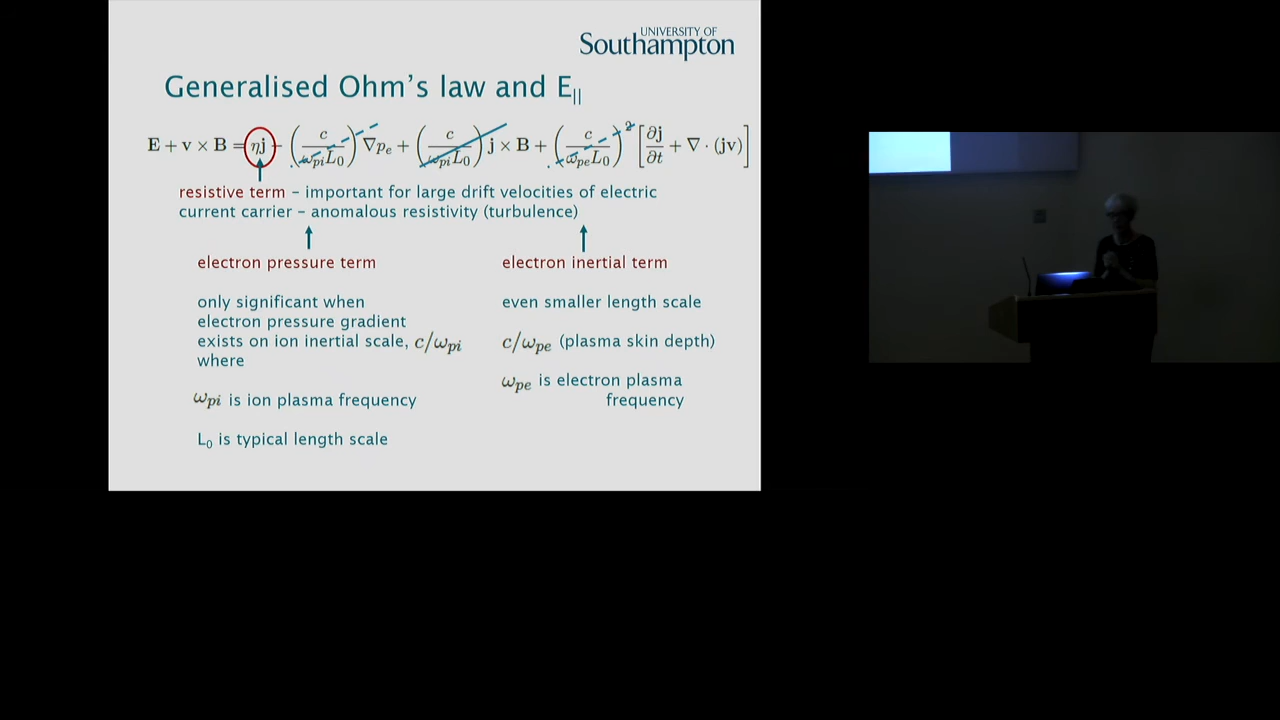 UNIVERSITY OF
Southampton
Generalised Ohm's law and E||
E + v × B = ηj − (c/ω_pi L_0) ∇p_e + (c/ω_pi L_0) j × B + (c/ω_pe L_0)^2 [∂j/∂t + ∇ · (jv)]
resistive term – important for large drift velocities of electric
current carrier – anomalous resistivity (turbulence)
electron pressure term
only significant when
electron pressure gradient
exists on ion inertial scale, c/ω_pi
where
ω_pi is ion plasma frequency
L_0 is typical length scale
electron inertial term
even smaller length scale
c/ω_pe (plasma skin depth)
ω_pe is electron plasma
frequency